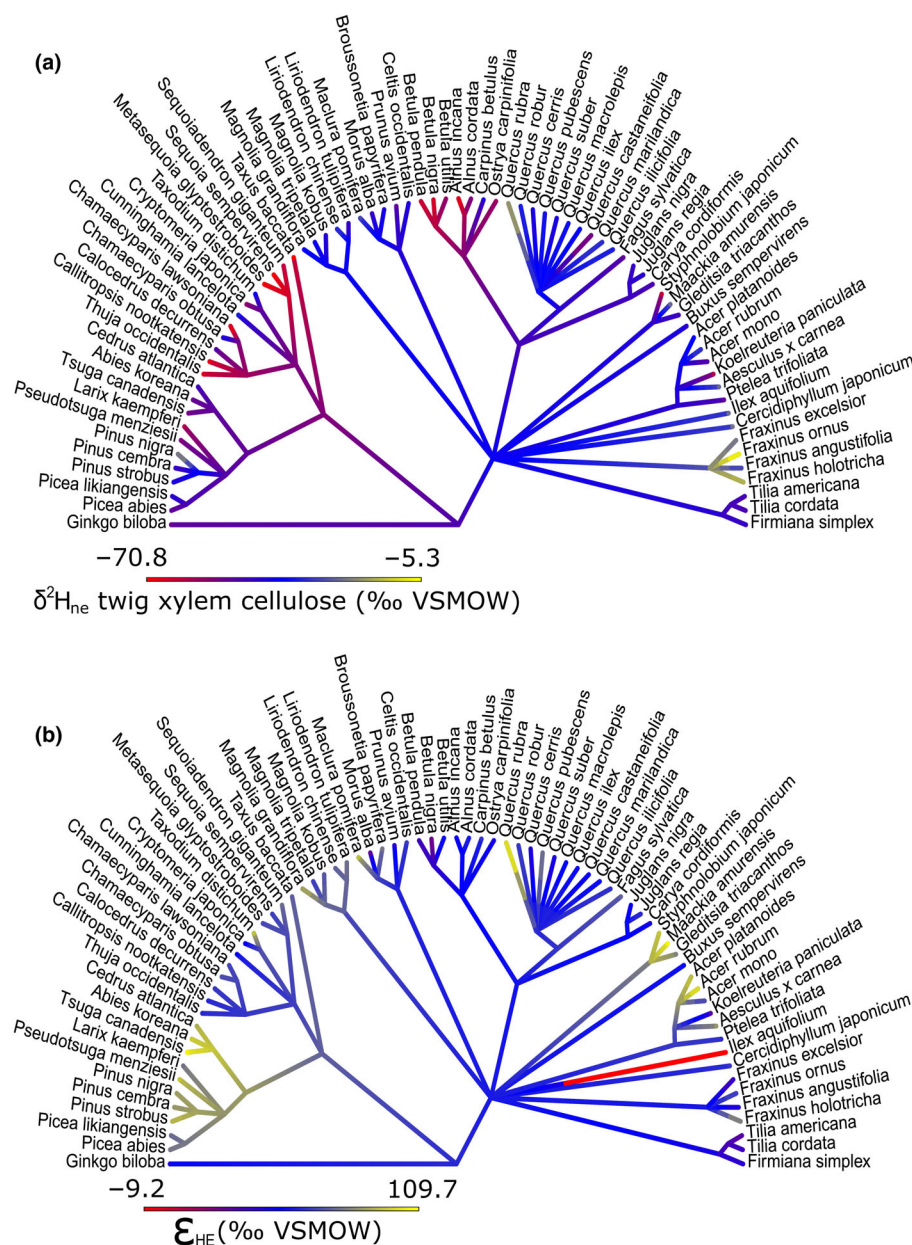 (a)
Ginkgo biloba
Picea abies
Picea likiangensis
Pinus strobus
Pinus cembra
Pinus nigra
Pseudotsuga menziesii
Larix kaempferi
Tsuga canadensis
Abies koreana
Cedrus atlantica
Thuja occidentalis
Callitropsis nootkatensis
Calocedrus decurrens
Chamaecyparis obtusa
Chamaecyparis lawsoniana
Cunninghamia lancelota
Cryptomeria japonica
Taxodium distichum
Metasequoia glyptostroboides
Sequoia sempervirens
Sequoiadendron giganteum
Taxus baccata
Magnolia grandiflora
Magnolia tripetala
Magnolia kobus
Liriodendron chinense
Liriodendron tulipifera
Maclura pomifera
Morus alba
Broussonetia papyrifera
Prunus avium
Celtis occidentalis
Betula pendula
Betula nigra
Betula utilis
Alnus incana
Alnus cordata
Carpinus betulus
Ostrya carpinifolia
Quercus rubra
Quercus robur
Quercus cerris
Quercus pubescens
Quercus suber
Quercus macrolepis
Quercus ilex
Quercus castaneifolia
Quercus marilandica
Quercus ilicifolia
Fagus sylvatica
Juglans nigra
Juglans regia
Carya cordiformis
Styphnolobium japonicum
Maackia amurensis
Gleditsia triacanthos
Buxus sempervirens
Acer platanoides
Acer rubrum
Acer mono
Koelreuteria paniculata
Aesculus x carnea
Ptelea trifoliata
Ilex aquifolium
Cercidiphyllum japonicum
Fraxinus excelsior
Fraxinus ornus
Fraxinus angustifolia
Fraxinus holotricha
Tilia americana
Tilia cordata
Firmiana simplex
−70.8 −5.3
δ²Hne twig xylem cellulose (‰ VSMOW)
(b)
Ginkgo biloba
Picea abies
Picea likiangensis
Pinus strobus
Pinus cembra
Pinus nigra
Pseudotsuga menziesii
Larix kaempferi
Tsuga canadensis
Abies koreana
Cedrus atlantica
Thuja occidentalis
Callitropsis nootkatensis
Calocedrus decurrens
Chamaecyparis obtusa
Chamaecyparis lawsoniana
Cunninghamia lancelota
Cryptomeria japonica
Taxodium distichum
Metasequoia glyptostroboides
Sequoia sempervirens
Sequoiadendron giganteum
Taxus baccata
Magnolia grandiflora
Magnolia tripetala
Magnolia kobus
Liriodendron chinense
Liriodendron tulipifera
Maclura pomifera
Morus alba
Broussonetia papyrifera
Prunus avium
Celtis occidentalis
Betula pendula
Betula nigra
Betula utilis
Alnus incana
Alnus cordata
Carpinus betulus
Ostrya carpinifolia
Quercus rubra
Quercus robur
Quercus cerris
Quercus pubescens
Quercus suber
Quercus macrolepis
Quercus ilex
Quercus castaneifolia
Quercus marilandica
Quercus ilicifolia
Fagus sylvatica
Juglans nigra
Juglans regia
Carya cordiformis
Styphnolobium japonicum
Maackia amurensis
Gleditsia triacanthos
Buxus sempervirens
Acer platanoides
Acer rubrum
Acer mono
Koelreuteria paniculata
Aesculus x carnea
Ptelea trifoliata
Ilex aquifolium
Cercidiphyllum japonicum
Fraxinus excelsior
Fraxinus ornus
Fraxinus angustifolia
Fraxinus holotricha
Tilia americana
Tilia cordata
Firmiana simplex
−9.2 109.7
εHE (‰ VSMOW)